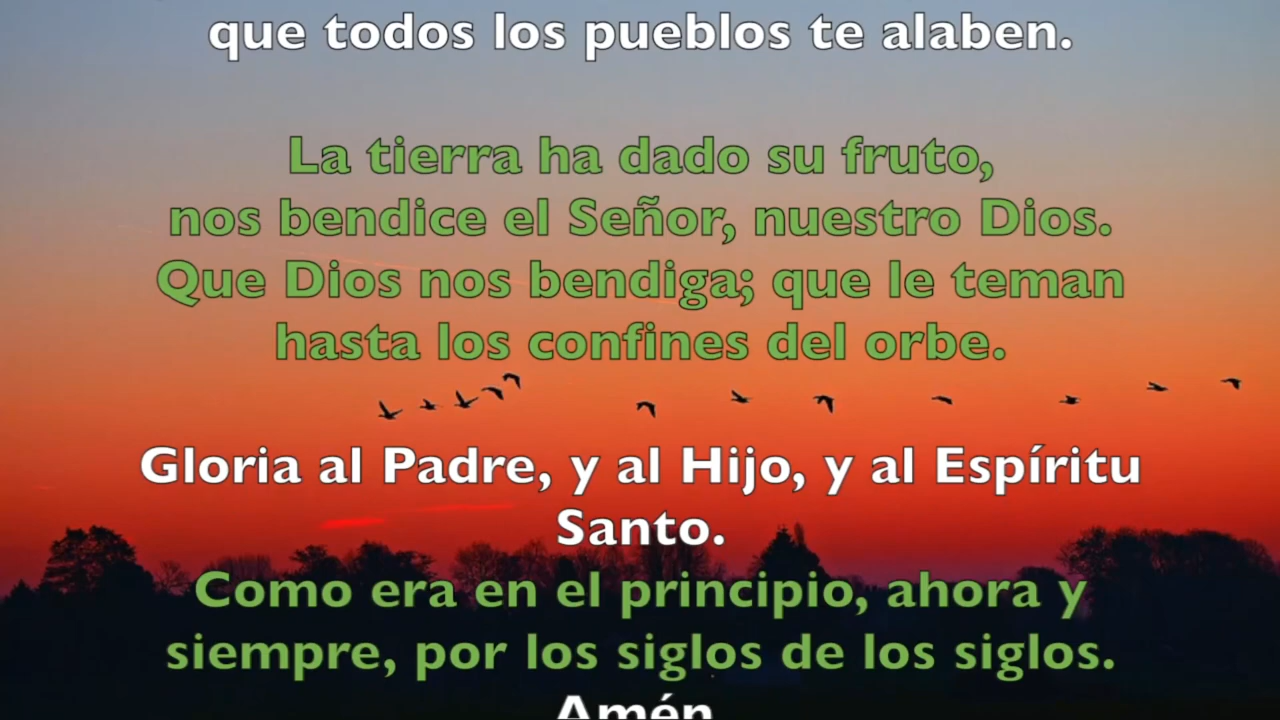 que todos los pueblos te alaben.
La tierra ha dado su fruto,
nos bendice el Señor, nuestro Dios.
Que Dios nos bendiga; que le teman
hasta los confines del orbe.
Gloria al Padre, y al Hijo, y al Espíritu
Santo.
Como era en el principio, ahora y
siempre, por los siglos de los siglos.
Amén